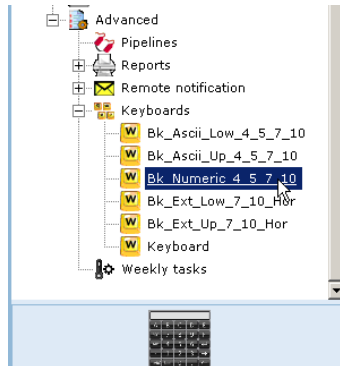 Advanced
Pipelines
Reports
Remote notification
Keyboards
Bk_Ascii_Low_4_5_7_10
Bk_Ascii_Up_4_5_7_10
Bk_Numeric_4_5_7_10
Bk_Ext_Low_7_10_Hor
Bk_Ext_Up_7_10_Hor
Keyboard
Weekly tasks